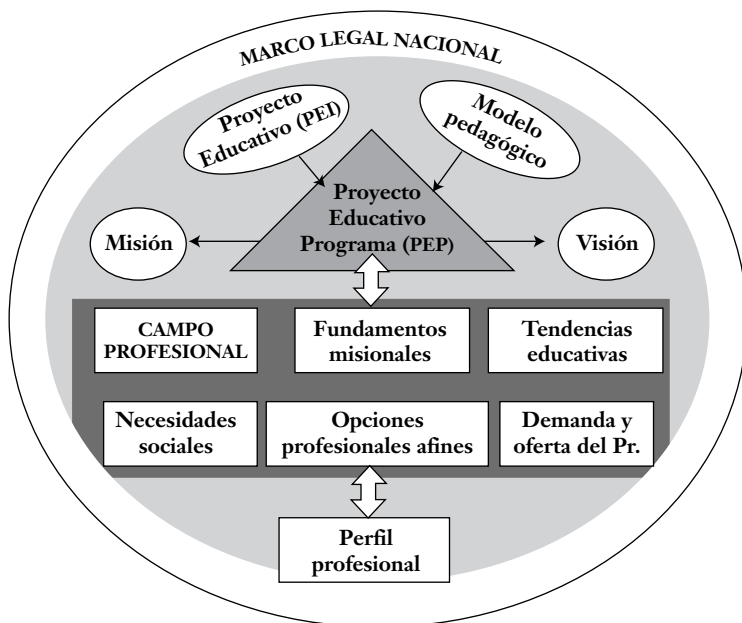 MARCO LEGAL NACIONAL
Proyecto
Educativo (PEI)
Modelo
pedagógico
Proyecto
Educativo
Programa (PEP)
Misión
Visión
CAMPO
PROFESIONAL
Fundamentos
misionales
Tendencias
educativas
Necesidades
sociales
Opciones
profesionales afines
Demanda y
oferta del Pr.
Perfil
profesional